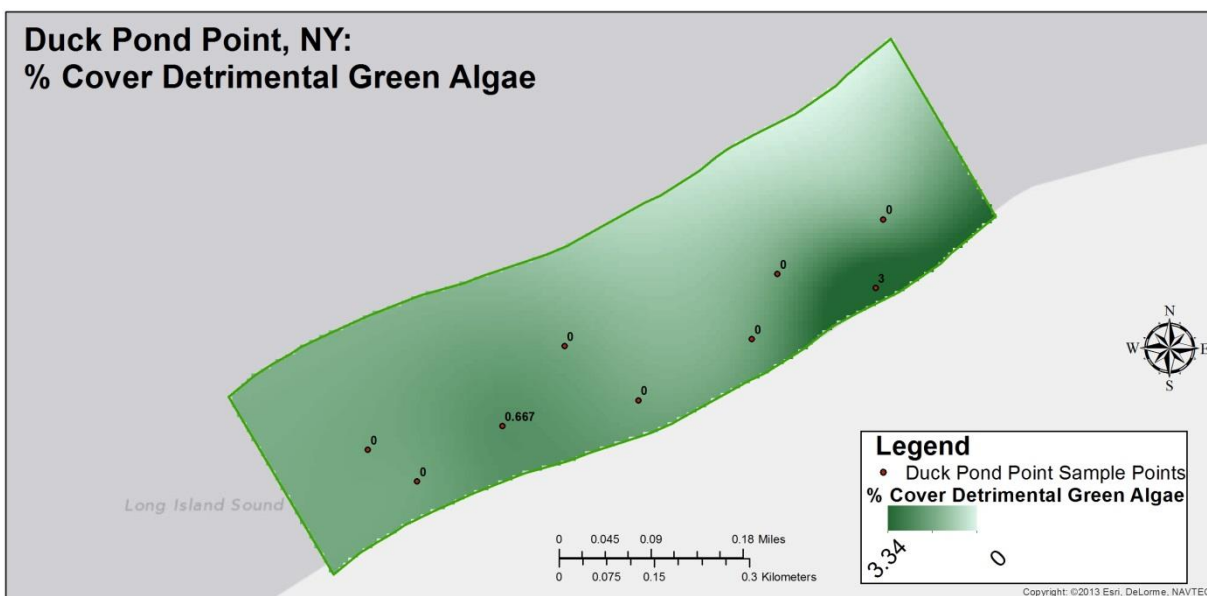 Duck Pond Point, NY:
% Cover Detrimental Green Algae
0
0
3
0
0
0
0.667
0
0
N
W E
S
Long Island Sound
Legend
Duck Pond Point Sample Points
% Cover Detrimental Green Algae
3.34 0
0 0.045 0.09 0.18 Miles
0 0.075 0.15 0.3 Kilometers
Copyright: ©2013 Esri, DeLorme, NAVTEQ